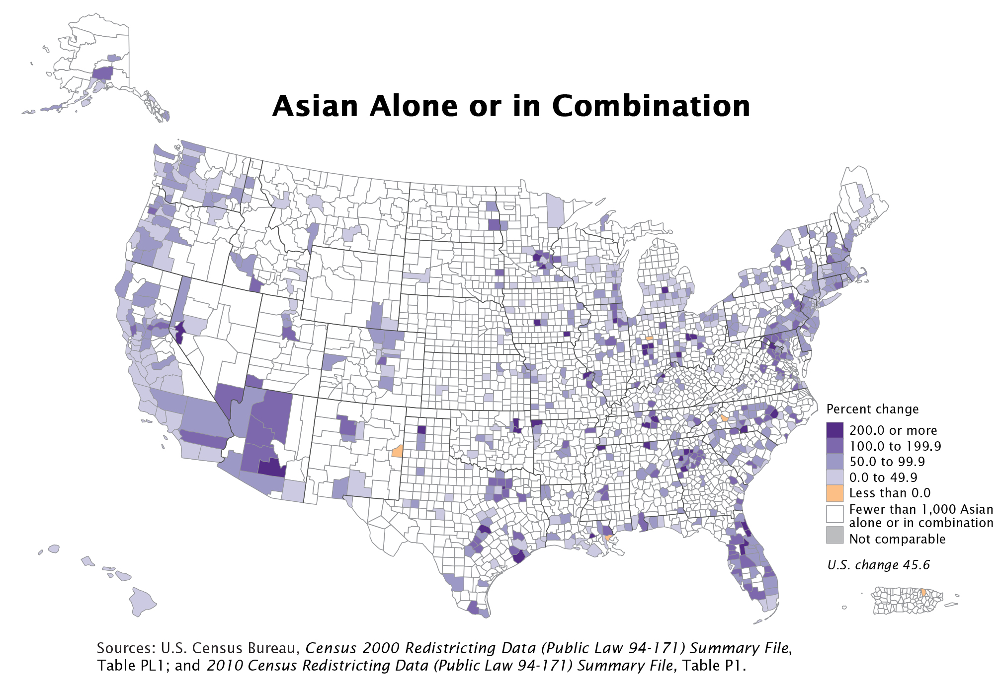 Asian Alone or in Combination
Percent change
200.0 or more
100.0 to 199.9
50.0 to 99.9
0.0 to 49.9
Less than 0.0
Fewer than 1,000 Asian
alone or in combination
Not comparable
U.S. change 45.6
Sources: U.S. Census Bureau, Census 2000 Redistricting Data (Public Law 94-171) Summary File,
Table PL1; and 2010 Census Redistricting Data (Public Law 94-171) Summary File, Table P1.